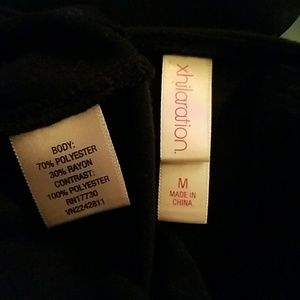 BODY:
70% POLYESTER
30% RAYON
CONTRAST:
100% POLYESTER
RN17730
VN2242811
xhilaration.
M
MADE IN
CHINA